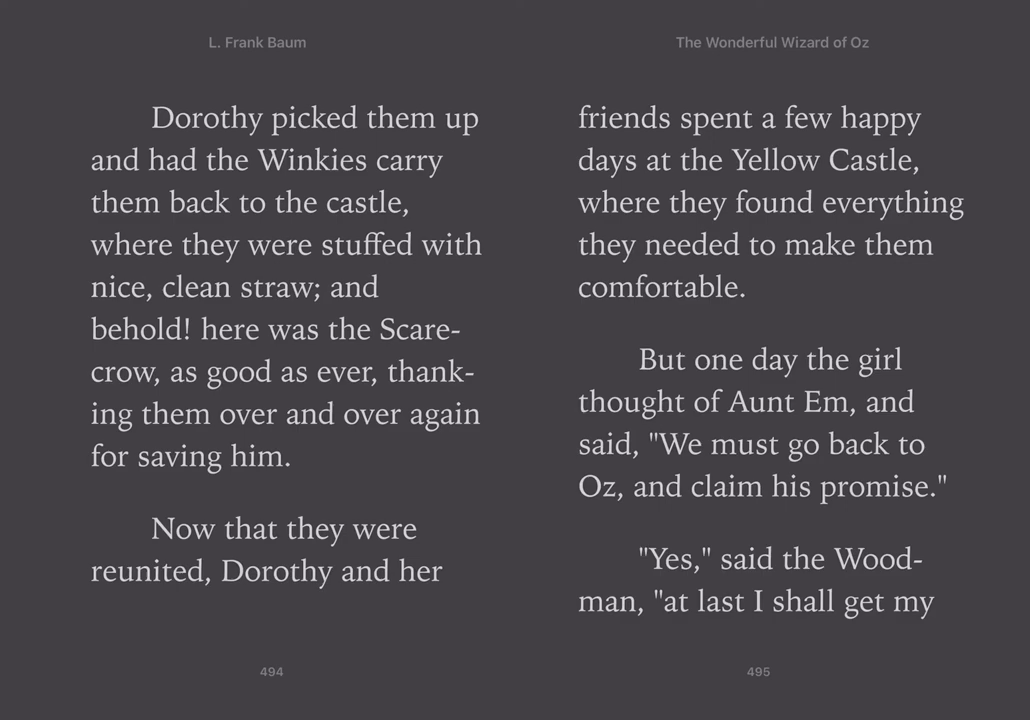 L. Frank Baum
Dorothy picked them up
and had the Winkies carry
them back to the castle,
where they were stuffed with
nice, clean straw; and
behold! here was the Scare-
crow, as good as ever, thank-
ing them over and over again
for saving him.
Now that they were
reunited, Dorothy and her
494
The Wonderful Wizard of Oz
friends spent a few happy
days at the Yellow Castle,
where they found everything
they needed to make them
comfortable.
But one day the girl
thought of Aunt Em, and
said, "We must go back to
Oz, and claim his promise."
"Yes," said the Wood-
man, "at last I shall get my
495